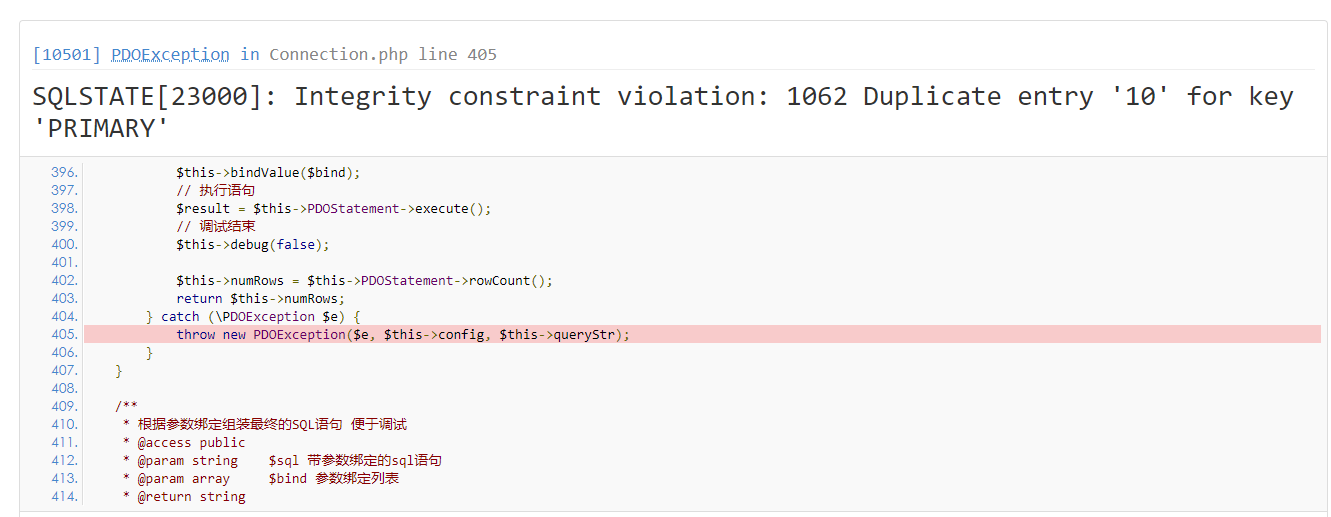 [10501] PDOException in Connection.php line 405
SQLSTATE[23000]: Integrity constraint violation: 1062 Duplicate entry '10' for key
'PRIMARY'
396. $this->bindValue($bind);
397. // 执行语句
398. $result = $this->PDOStatement->execute();
399. // 调试结束
400. $this->debug(false);
401.
402. $this->numRows = $this->PDOStatement->rowCount();
403. return $this->numRows;
404. } catch (\PDOException $e) {
405. throw new PDOException($e, $this->config, $this->queryStr);
406. }
407. }
408.
409. /**
410. * 根据参数绑定组装最终的SQL语句 便于调试
411. * @access public
412. * @param string $sql 带参数绑定的sql语句
413. * @param array $bind 参数绑定列表
414. * @return string